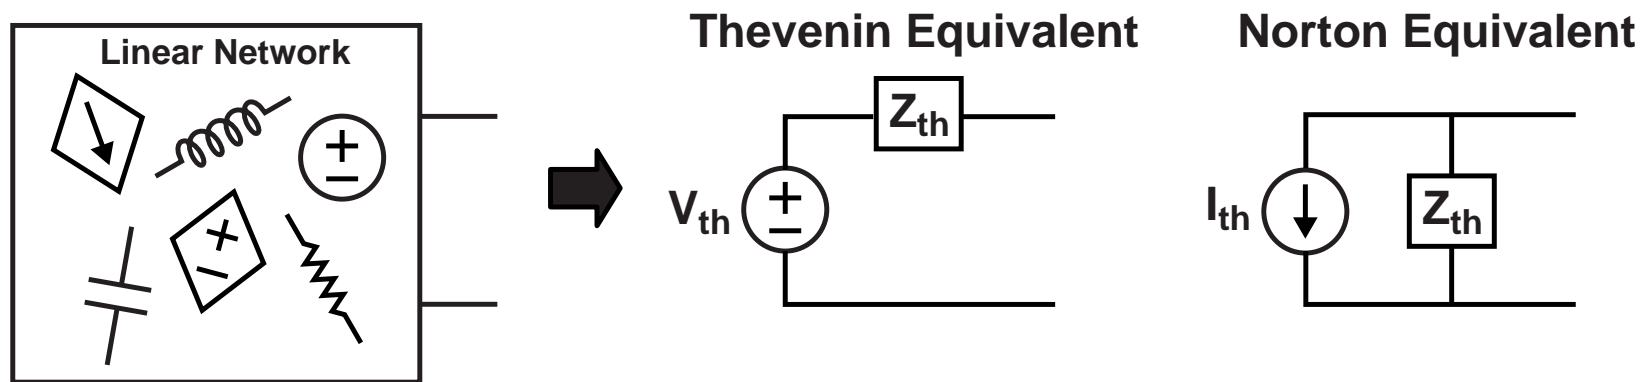 Linear Network
Thevenin Equivalent
Zth
Vth
Norton Equivalent
Ith
Zth